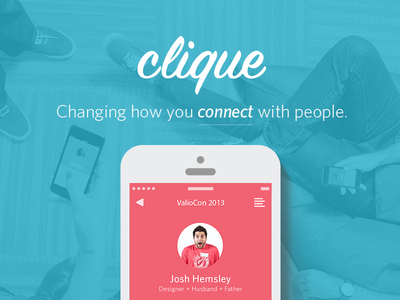 clique
Changing how you connect with people.
ValioCon 2013
Josh Hemsley
Designer + Husband + Father